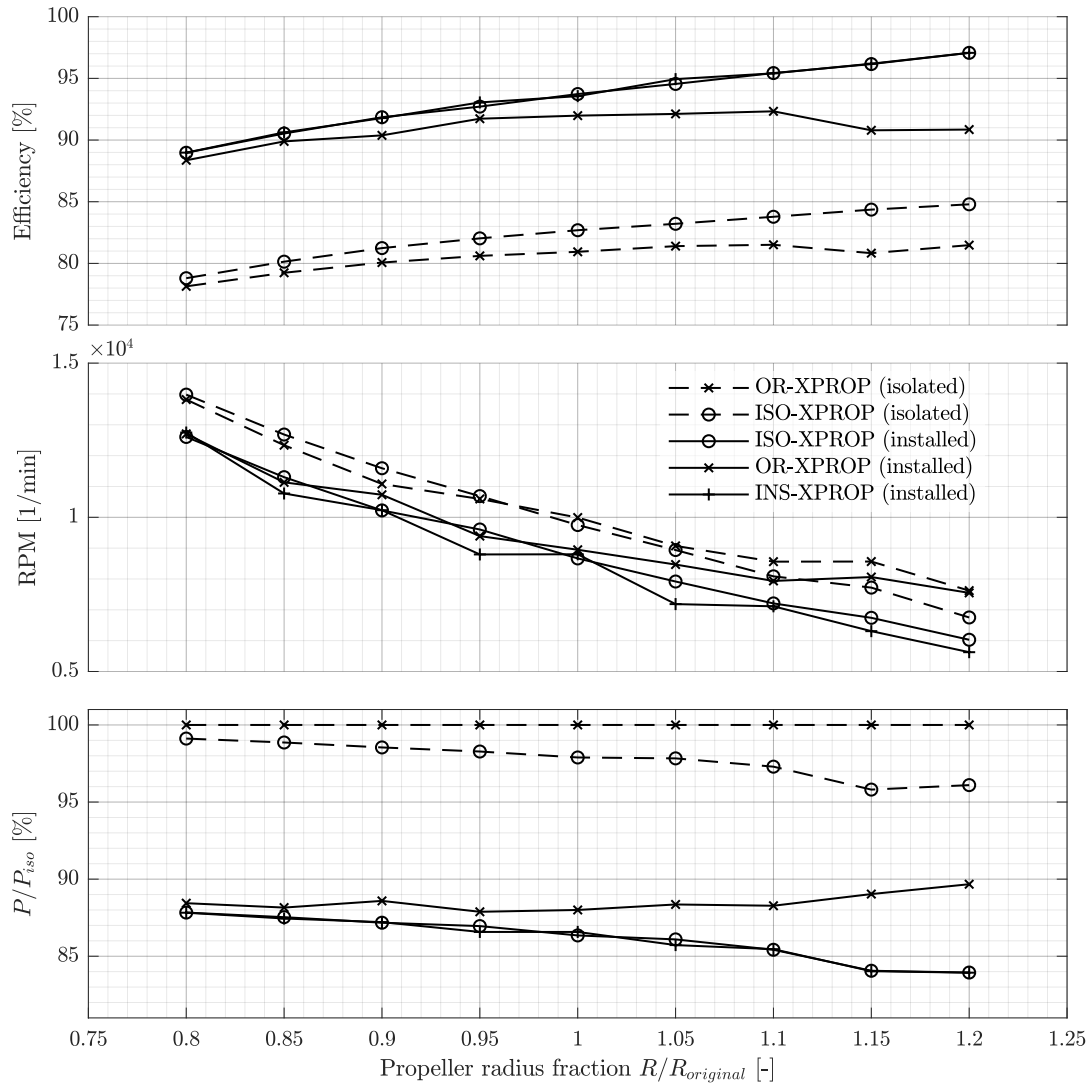 100
95
90
85
80
75
Efficiency [%]
×10⁴
1.5
1
0.5
RPM [1/min]
OR-XPROP (isolated)
ISO-XPROP (isolated)
ISO-XPROP (installed)
OR-XPROP (installed)
INS-XPROP (installed)
100
95
90
85
P/P_iso [%]
0.75 0.8 0.85 0.9 0.95 1 1.05 1.1 1.15 1.2 1.25
Propeller radius fraction R/R_original [-]